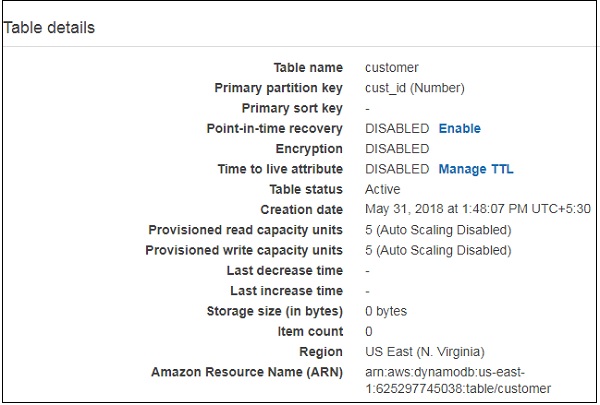 Table details
Table name customer
Primary partition key cust_id (Number)
Primary sort key -
Point-in-time recovery DISABLED Enable
Encryption DISABLED
Time to live attribute DISABLED Manage TTL
Table status Active
Creation date May 31, 2018 at 1:48:07 PM UTC+5:30
Provisioned read capacity units 5 (Auto Scaling Disabled)
Provisioned write capacity units 5 (Auto Scaling Disabled)
Last decrease time -
Last increase time -
Storage size (in bytes) 0 bytes
Item count 0
Region US East (N. Virginia)
Amazon Resource Name (ARN) arn:aws:dynamodb:us-east-
1:625297745038:table/customer